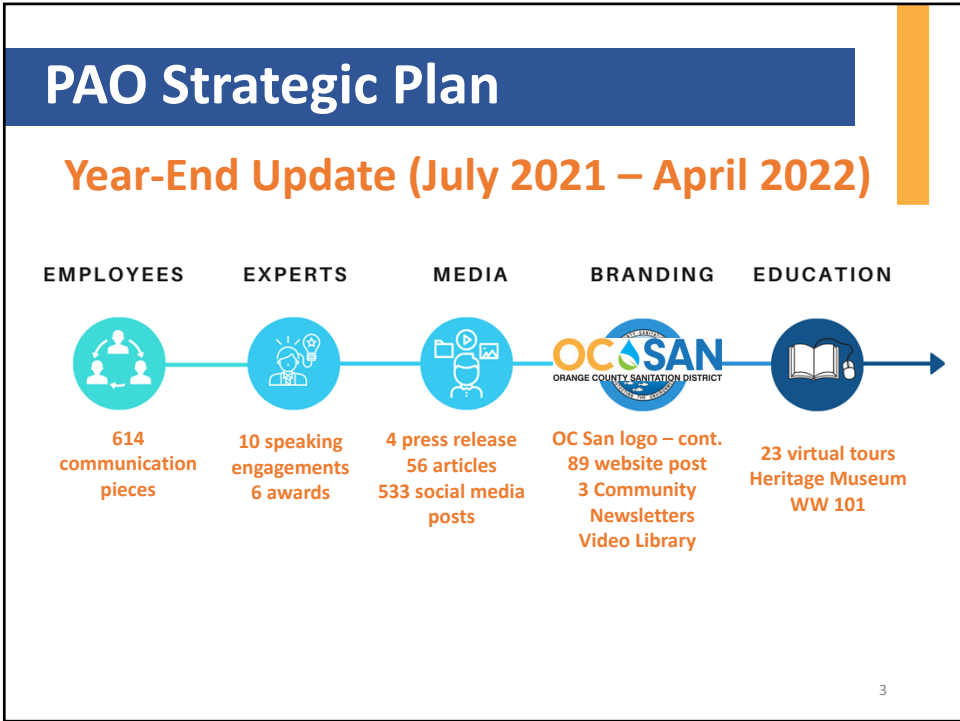 PAO Strategic Plan
Year-End Update (July 2021 – April 2022)
EMPLOYEES
EXPERTS
MEDIA
BRANDING
EDUCATION
OC SAN
ORANGE COUNTY SANITATION DISTRICT
614
communication
pieces
10 speaking
engagements
6 awards
4 press release
56 articles
533 social media
posts
OC San logo – cont.
89 website post
3 Community
Newsletters
Video Library
23 virtual tours
Heritage Museum
WW 101
3